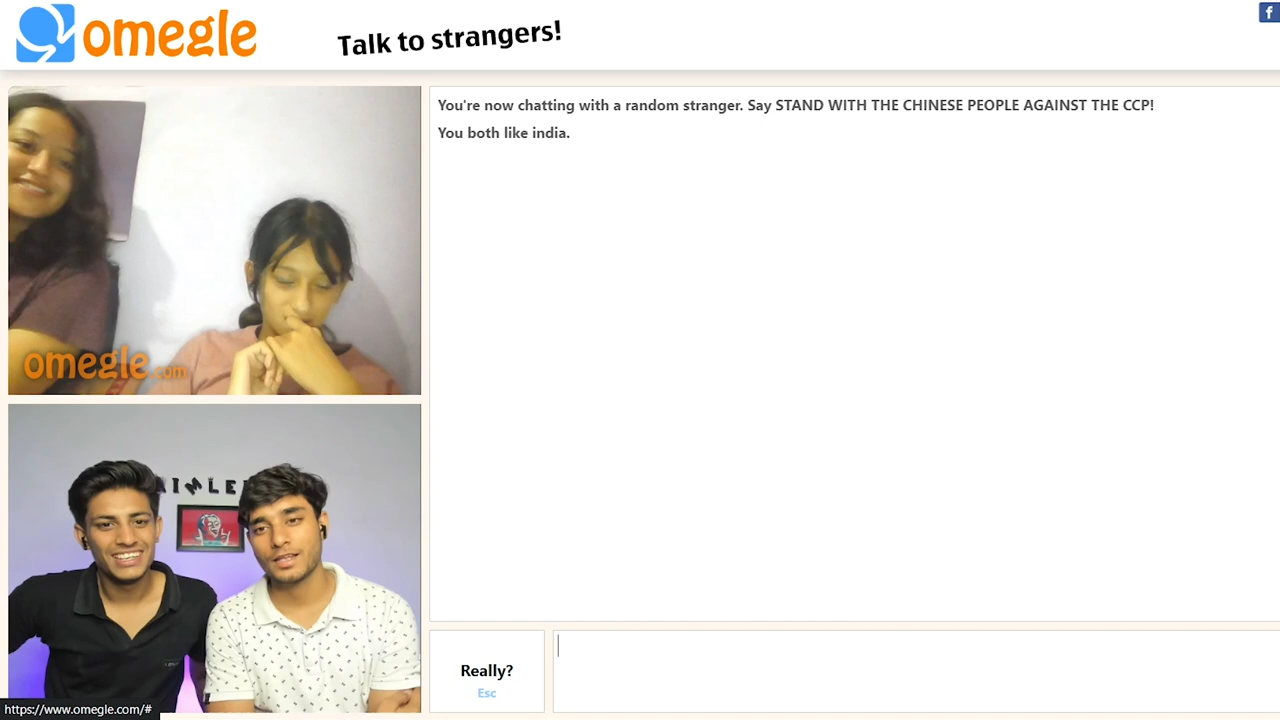 omegle
Talk to strangers!
f
You're now chatting with a random stranger. Say STAND WITH THE CHINESE PEOPLE AGAINST THE CCP!
You both like india.
omegle.com
Really?
Esc
https://www.omegle.com/#